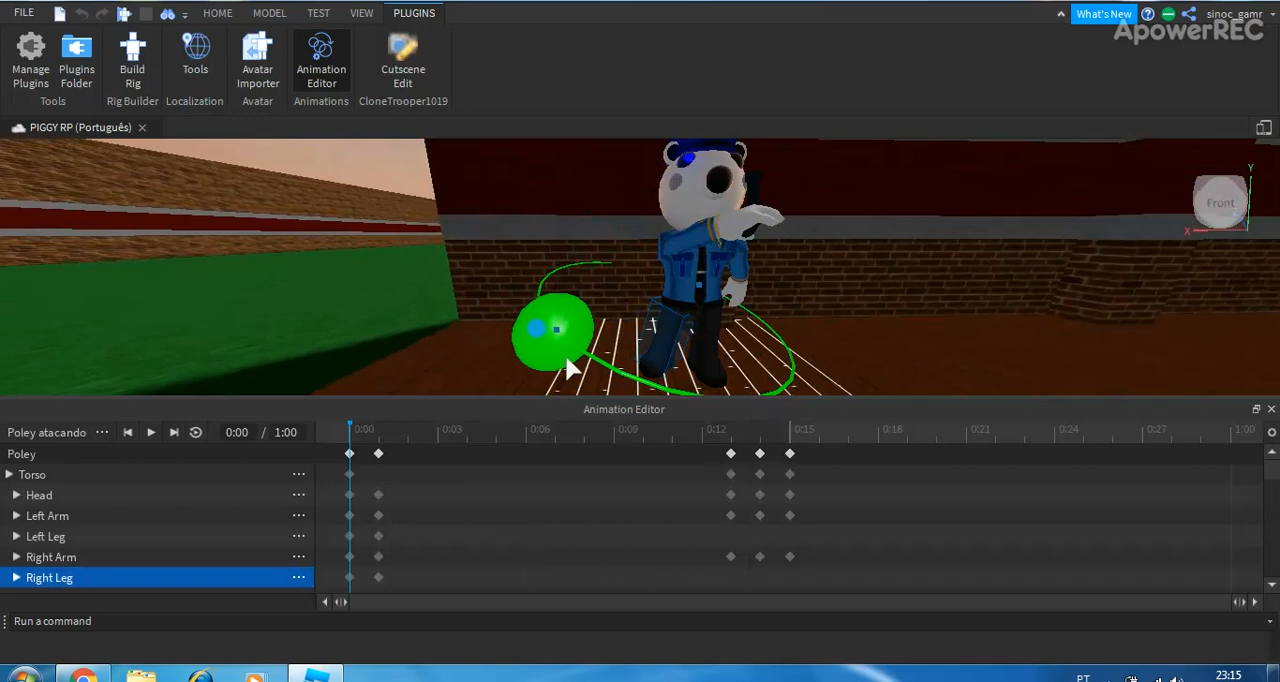 FILE HOME MODEL TEST VIEW PLUGINS What's New sinoc_gamr
ApowerREC
Manage Plugins Plugins Folder Build Rig Tools Avatar Importer Animation Editor Cutscene Edit
Tools Rig Builder Localization Avatar Animations CloneTrooper1019
PIGGY RP (Português)
Y
Front
X
Animation Editor
Poley atacando 0:00 / 1:00 0:00 0:03 0:06 0:09 0:12 0:15 0:18 0:21 0:24 0:27 1:00
Poley
Torso
Head
Left Arm
Left Leg
Right Arm
Right Leg
Run a command
PT 23:15